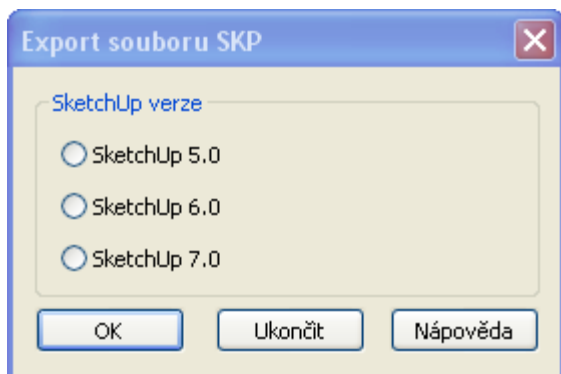 Export souboru SKP
SketchUp verze
SketchUp 5.0
SketchUp 6.0
SketchUp 7.0
OK Ukončit Nápověda